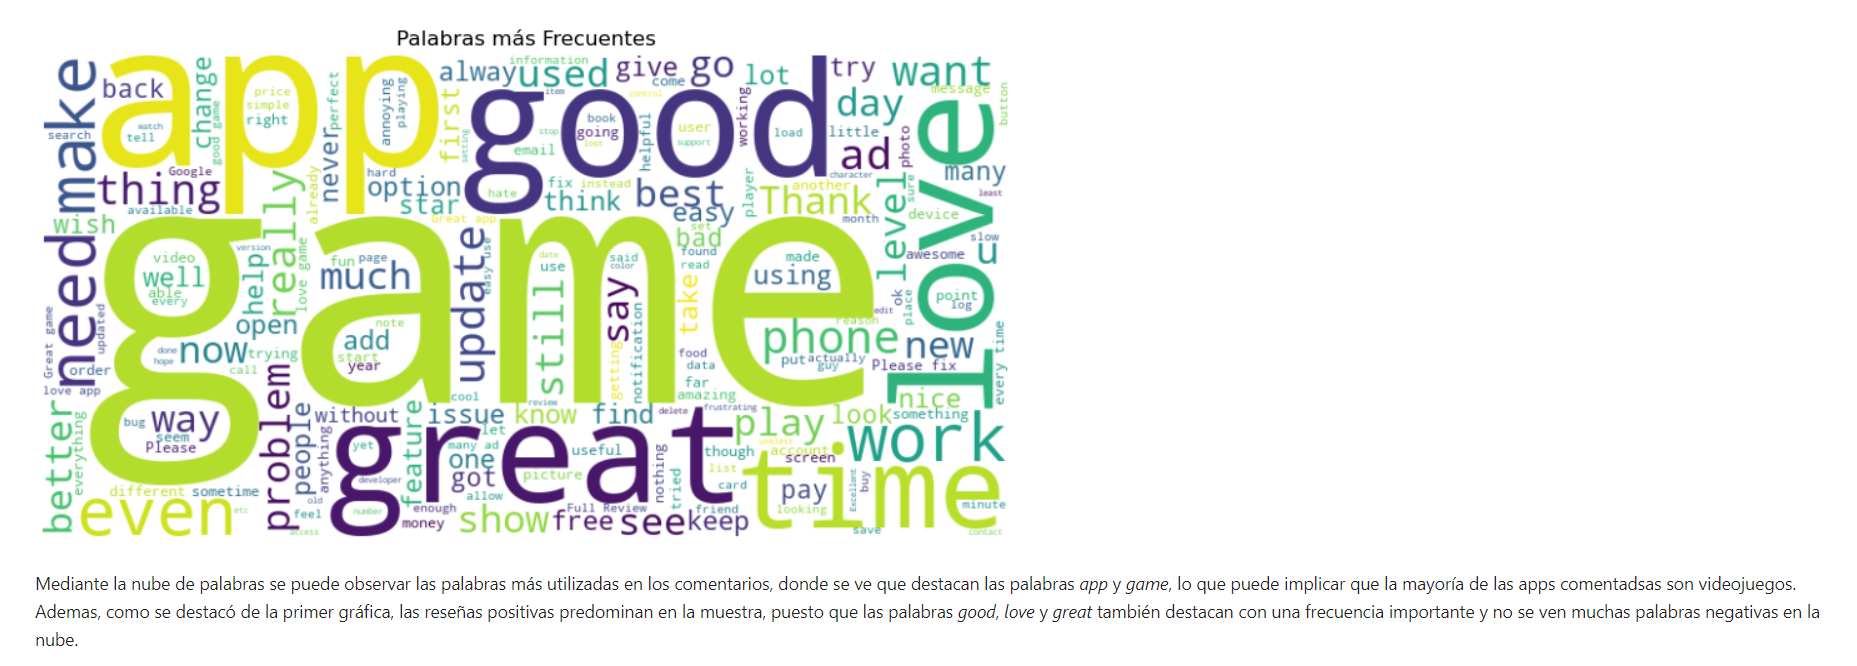 Palabras más Frecuentes
make back app alway used information give come go lot try want
search tell match Change good game price simple right perfect annoying playing first setting item control message button
thing Google never hard option star email stop book going lost helpful user support working load day little ad photo love
wish available really already Great app hate fix instead think best easy player another Thank character month level sure many least
need video well able every version help love game fun page much update easy use date use said color still say set bad found read take made using device awesome slow u
Great game updated order done hope now open trying call add note start year getting notification phone reason ok place edit point log
love app bug way seem Please problem people without cool issue review know find food data far amazing delete frustrating put actually guy Please fix new every time
better everything anything yet great feature let many ad one got useful picture nothing tried play useless account look something nice work
different sometime even etc feel old access developer number money enough allow show Full Review free see keep friend list card though screen time pay looking Excellent buy save minute contact
game good
Mediante la nube de palabras se puede observar las palabras más utilizadas en los comentarios, donde se ve que destacan las palabras app y game, lo que puede implicar que la mayoría de las apps comentadsas son videojuegos.
Ademas, como se destacó de la primer gráfica, las reseñas positivas predominan en la muestra, puesto que las palabras good, love y great también destacan con una frecuencia importante y no se ven muchas palabras negativas en la
nube.